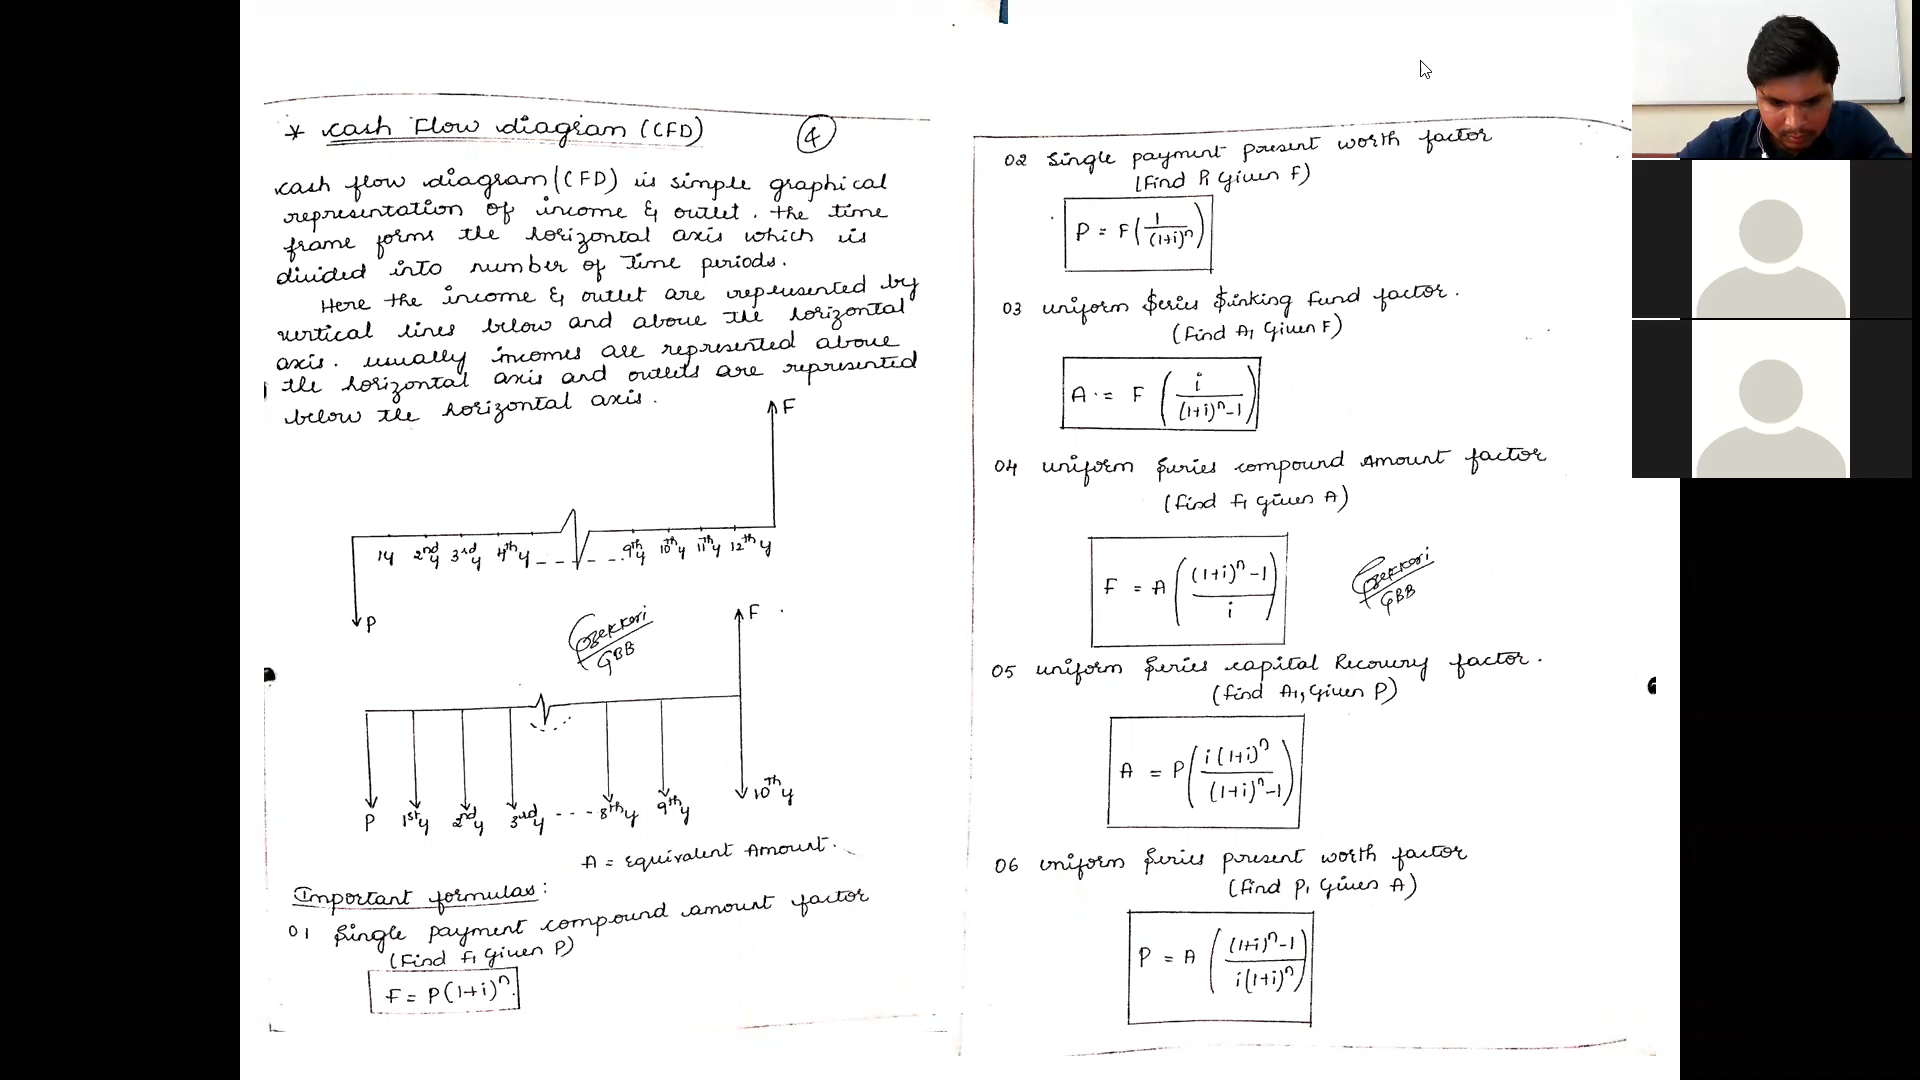 * Cash Flow diagram (CFD)
4
Cash flow diagram (CFD) is simple graphical
representation of income & outlet. The time
frame forms the horizontal axis which is
divided into number of Time periods.
Here the income & outlet are represented by
vertical lines below and above the horizontal
axis. usually incomes are represented above
the horizontal axis and outlets are represented
below the horizontal axis.
F
1y 2nd y 3rd y 4th y - - - - - 9th y 10th y 11th y 12th y
P
F
GBB
P 1st y 2nd y 3rd y - - - 8th y 9th y 10th y
A = Equivalent Amount.
Important formulas:
01 Single payment compound amount factor
(Find F, Given P)
F = P(1+i)^n
02 Single payment present worth factor
(Find P, Given F)
P = F (1/(1+i)^n)
03 uniform Series Sinking Fund factor.
(Find A, Given F)
A = F (i/((1+i)^n-1))
04 uniform Series compound Amount factor
(find F, Given A)
F = A (((1+i)^n-1)/i)
GBB
05 uniform Series capital Recovery factor.
(find A, Given P)
A = P (i(1+i)^n/((1+i)^n-1))
06 uniform Series present worth factor
(find P, Given A)
P = A (((1+i)^n-1)/(i(1+i)^n))